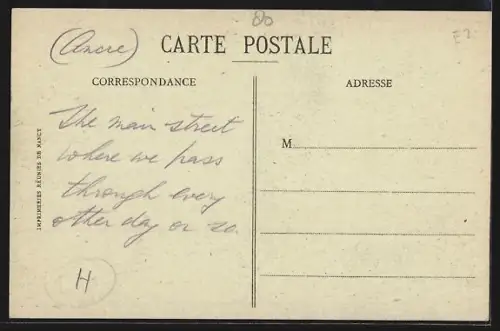 80
(Ancre) CARTE POSTALE
CORRESPONDANCE
ADRESSE
The main street
where we pass
through every
other day or so.
M
IMPRIMERIES RÉUNIES DE NANCY
H